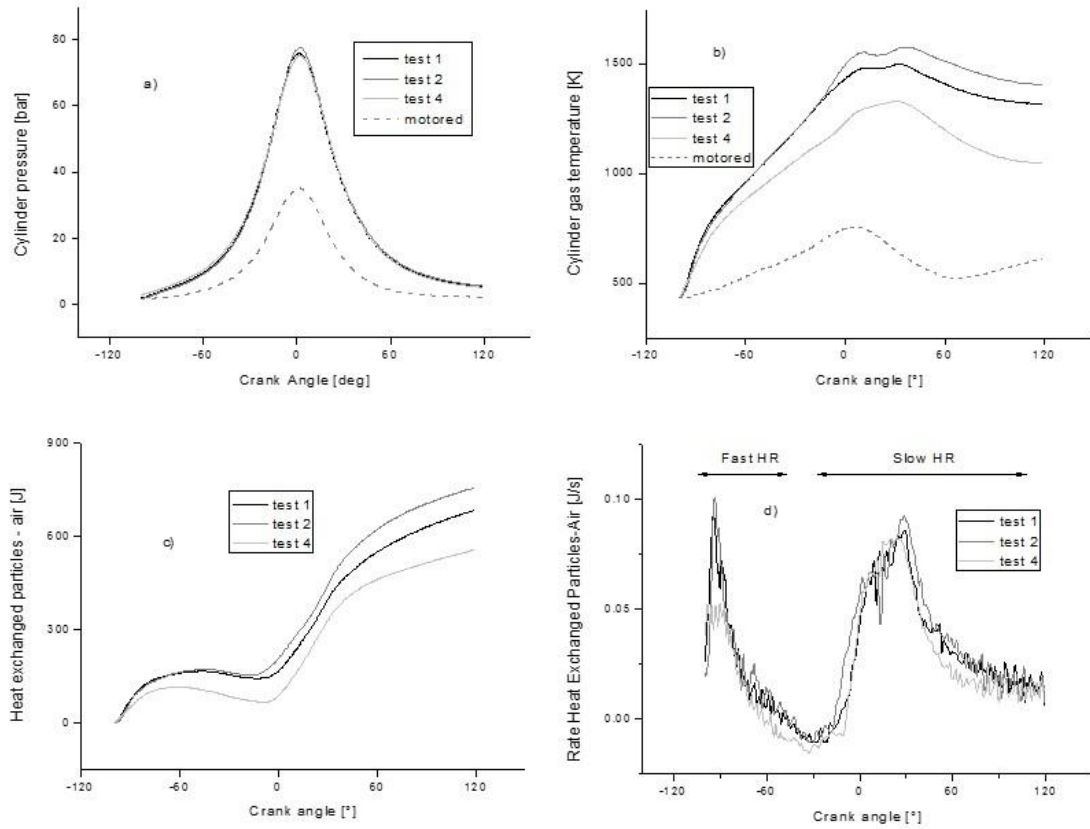 80
60
40
20
0
-120
-60
0
60
120
Cylinder pressure [bar]
Crank Angle [deg]
a)
test 1
test 2
test 4
motored
1500
1000
500
-120
-60
0
60
120
Cylinder gas temperature [K]
Crank angle [°]
b)
test 1
test 2
test 4
motored
900
600
300
0
-120
-60
0
60
120
Heat exchanged particles - air [J]
Crank angle [°]
c)
test 1
test 2
test 4
0.10
0.05
0.00
-120
-60
0
60
120
Rate Heat Exchanged Particles-Air [J/s]
Crank angle [°]
Fast HR
Slow HR
d)
test 1
test 2
test 4